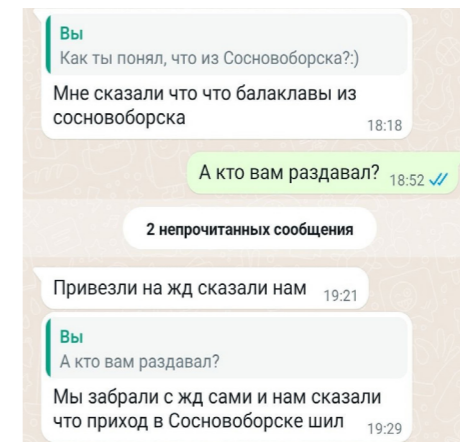 Вы
Как ты понял, что из Сосновоборска?:)
Мне сказали что что балаклавы из
сосновоборска
18:18
А кто вам раздавал?
18:52
2 непрочитанных сообщения
Привезли на жд сказали нам
19:21
Вы
А кто вам раздавал?
Мы забрали с жд сами и нам сказали
что приход в Сосновоборске шил
19:29